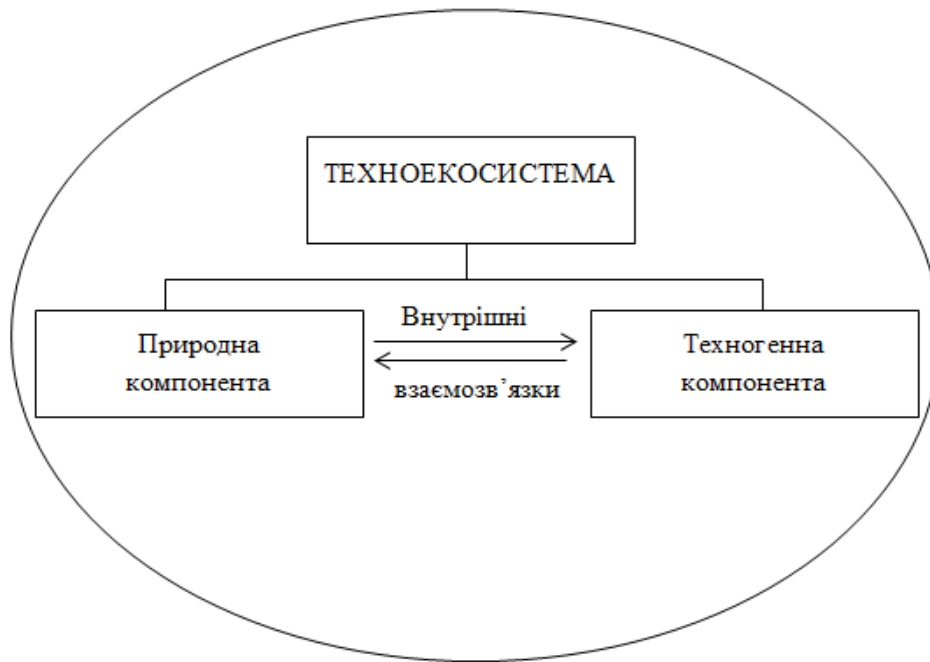 ТЕХНОЕКОСИСТЕМА
Внутрішні
взаємозв’язки
Природна
компонента
Техногенна
компонента